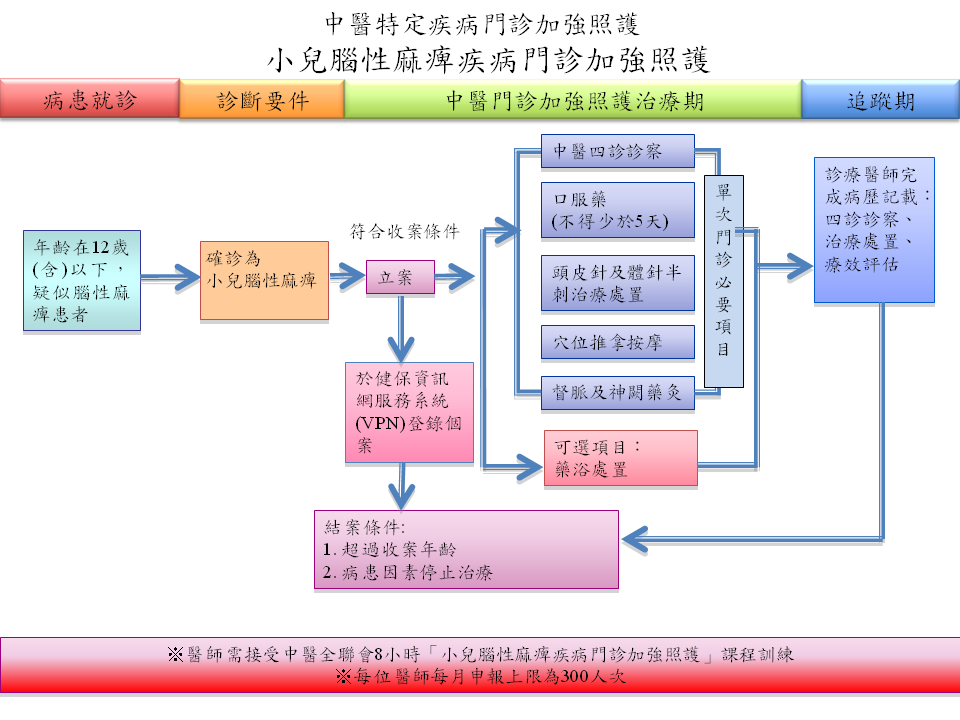 中醫特定疾病門診加強照護
小兒腦性麻痺疾病門診加強照護
病患就診
診斷要件
中醫門診加強照護治療期
追蹤期
年齡在12歲
(含)以下，
疑似腦性麻
痺患者
確診為
小兒腦性麻痺
符合收案條件
立案
於健保資訊
網服務系統
(VPN)登錄個
案
中醫四診診察
口服藥
(不得少於5天)
頭皮針及體針半
刺治療處置
穴位推拿按摩
督脈及神闕藥灸
單次門診必要項目
可選項目：
藥浴處置
診療醫師完
成病歷記載：
四診診察、
治療處置、
療效評估
結案條件:
1. 超過收案年齡
2. 病患因素停止治療
※醫師需接受中醫全聯會8小時「小兒腦性麻痺疾病門診加強照護」課程訓練
※每位醫師每月申報上限為300人次